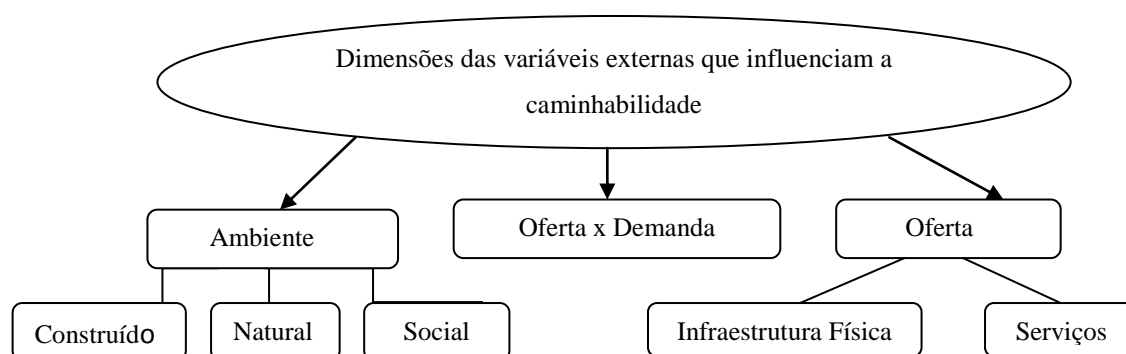 Dimensões das variáveis externas que influenciam a
caminhabilidade
Ambiente
Oferta x Demanda
Oferta
Construído
Natural
Social
Infraestrutura Física
Serviços